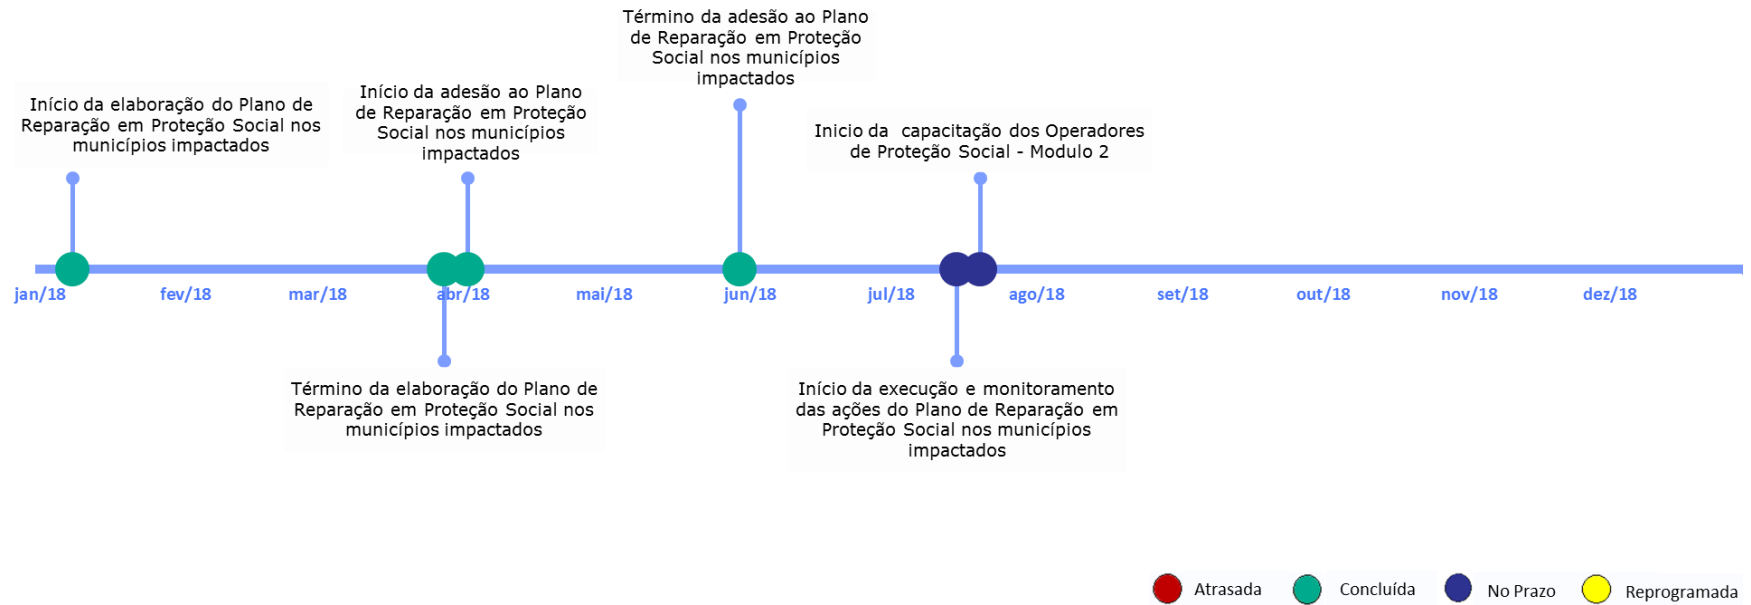 Término da adesão ao Plano
de Reparação em Proteção
Social nos municípios
impactados
Início da elaboração do Plano de
Reparação em Proteção Social nos
municípios impactados
Início da adesão ao Plano
de Reparação em Proteção
Social nos municípios
impactados
Inicio da  capacitação dos Operadores
de Proteção Social - Modulo 2
jan/18 fev/18 mar/18 abr/18 mai/18 jun/18 jul/18 ago/18 set/18 out/18 nov/18 dez/18
Término da elaboração do Plano de
Reparação em Proteção Social nos
municípios impactados
Início da execução e monitoramento
das ações do Plano de Reparação em
Proteção Social nos municípios
impactados
Atrasada Concluída No Prazo Reprogramada